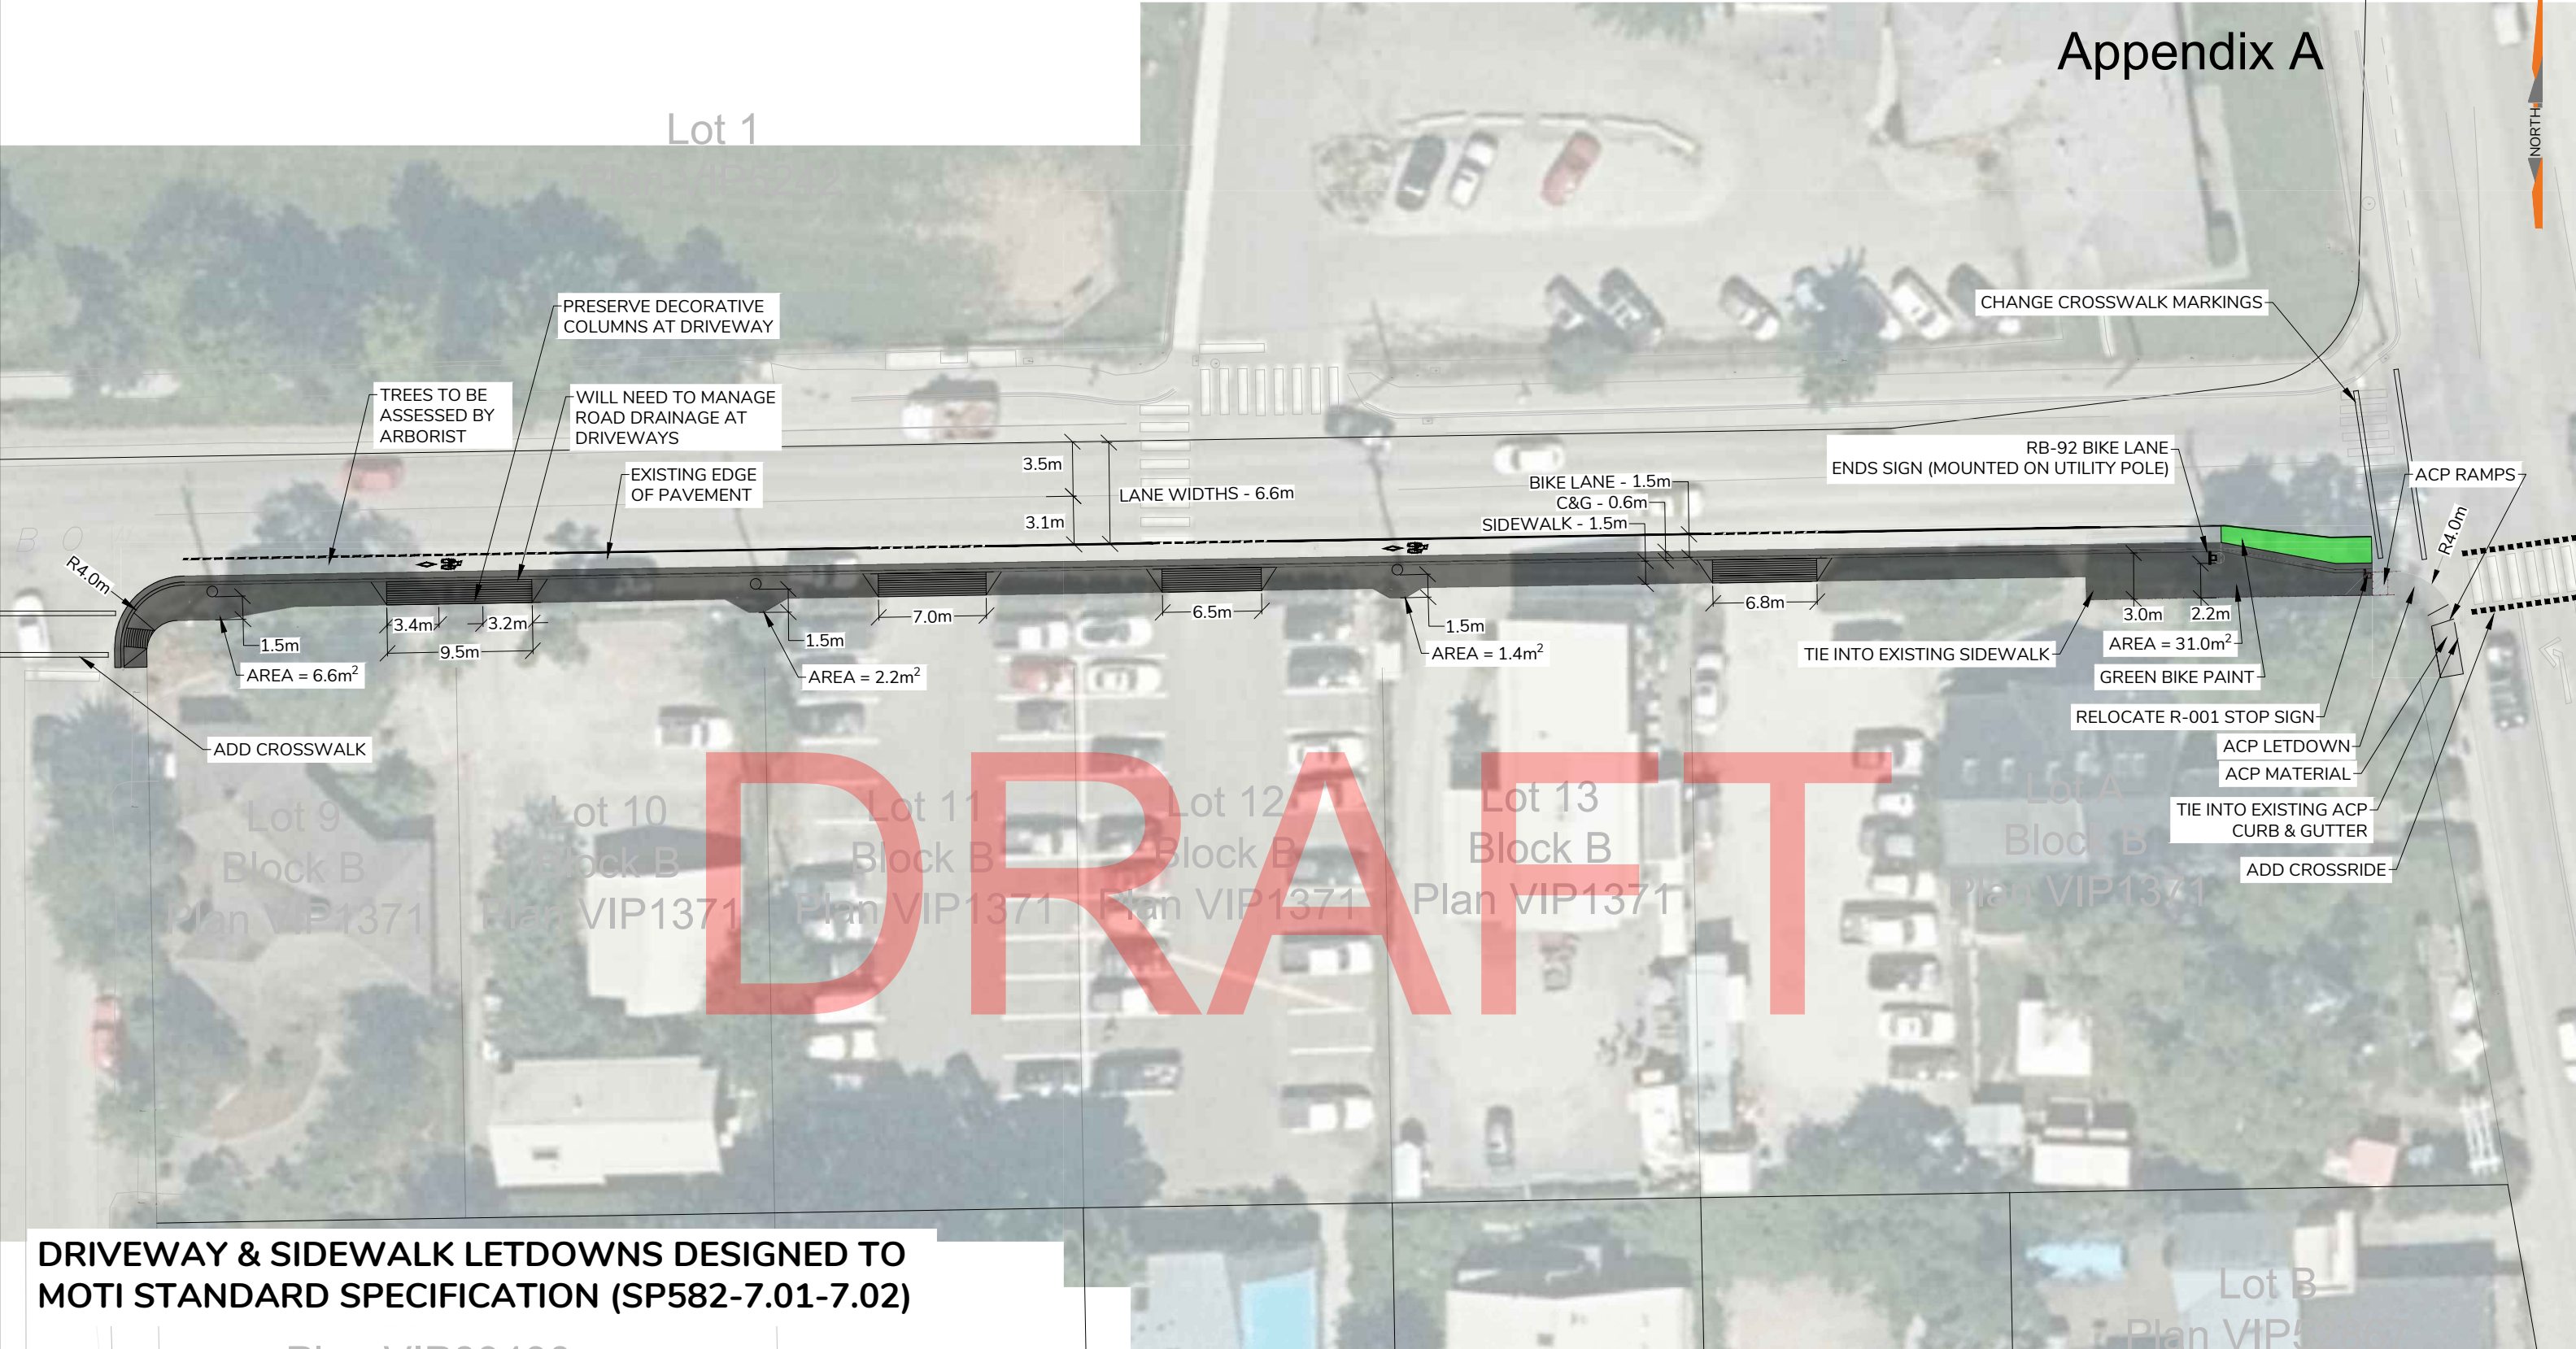 Appendix A
NORTH
Lot 1
PRESERVE DECORATIVE
COLUMNS AT DRIVEWAY
CHANGE CROSSWALK MARKINGS
TREES TO BE
ASSESSED BY
ARBORIST
WILL NEED TO MANAGE
ROAD DRAINAGE AT
DRIVEWAYS
EXISTING EDGE
OF PAVEMENT
3.5m
3.1m
LANE WIDTHS - 6.6m
BIKE LANE - 1.5m
C&G - 0.6m
SIDEWALK - 1.5m
RB-92 BIKE LANE
ENDS SIGN (MOUNTED ON UTILITY POLE)
ACP RAMPS
R4.0m
R4.0m
1.5m
AREA = 6.6m²
3.4m
3.2m
9.5m
1.5m
AREA = 2.2m²
7.0m
6.5m
1.5m
AREA = 1.4m²
6.8m
3.0m
2.2m
TIE INTO EXISTING SIDEWALK
AREA = 31.0m²
GREEN BIKE PAINT
RELOCATE R-001 STOP SIGN
ACP LETDOWN
ACP MATERIAL
TIE INTO EXISTING ACP
CURB & GUTTER
ADD CROSSRIDE
ADD CROSSWALK
Lot 9
Block B
Plan VIP1371
Lot 10
Block B
Plan VIP1371
Lot 11
Block B
Plan VIP1371
Lot 12
Block B
Plan VIP1371
Lot 13
Block B
Plan VIP1371
Lot A
Block B
Plan VIP1371
DRAFT
DRIVEWAY & SIDEWALK LETDOWNS DESIGNED TO
MOTI STANDARD SPECIFICATION (SP582-7.01-7.02)
Lot B
Plan